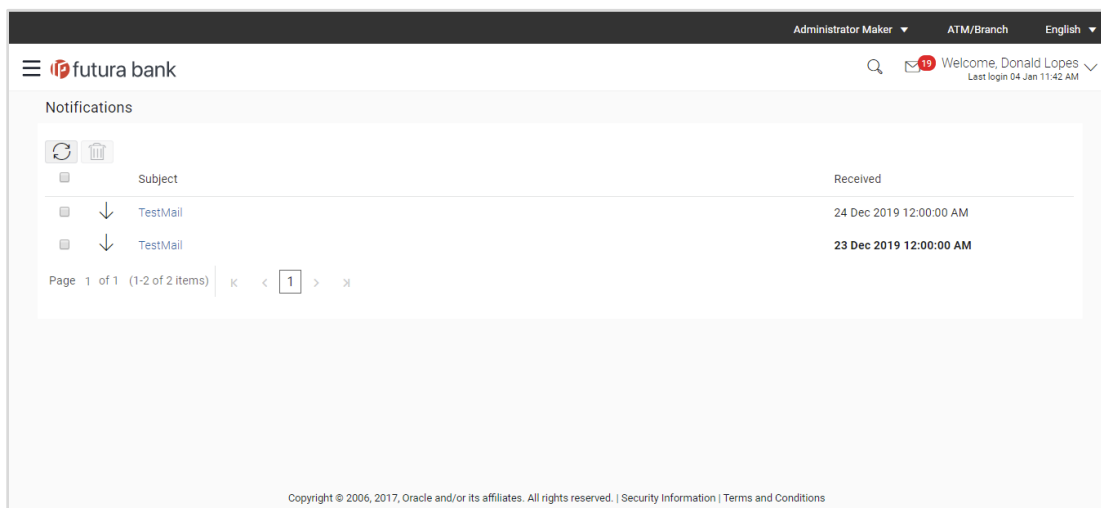 Administrator Maker ATM/Branch English
futura bank 19 Welcome, Donald Lopes
Last login 04 Jan 11:42 AM
Notifications
Subject Received
TestMail 24 Dec 2019 12:00:00 AM
TestMail 23 Dec 2019 12:00:00 AM
Page 1 of 1 (1-2 of 2 items) 1
Copyright © 2006, 2017, Oracle and/or its affiliates. All rights reserved. | Security Information | Terms and Conditions